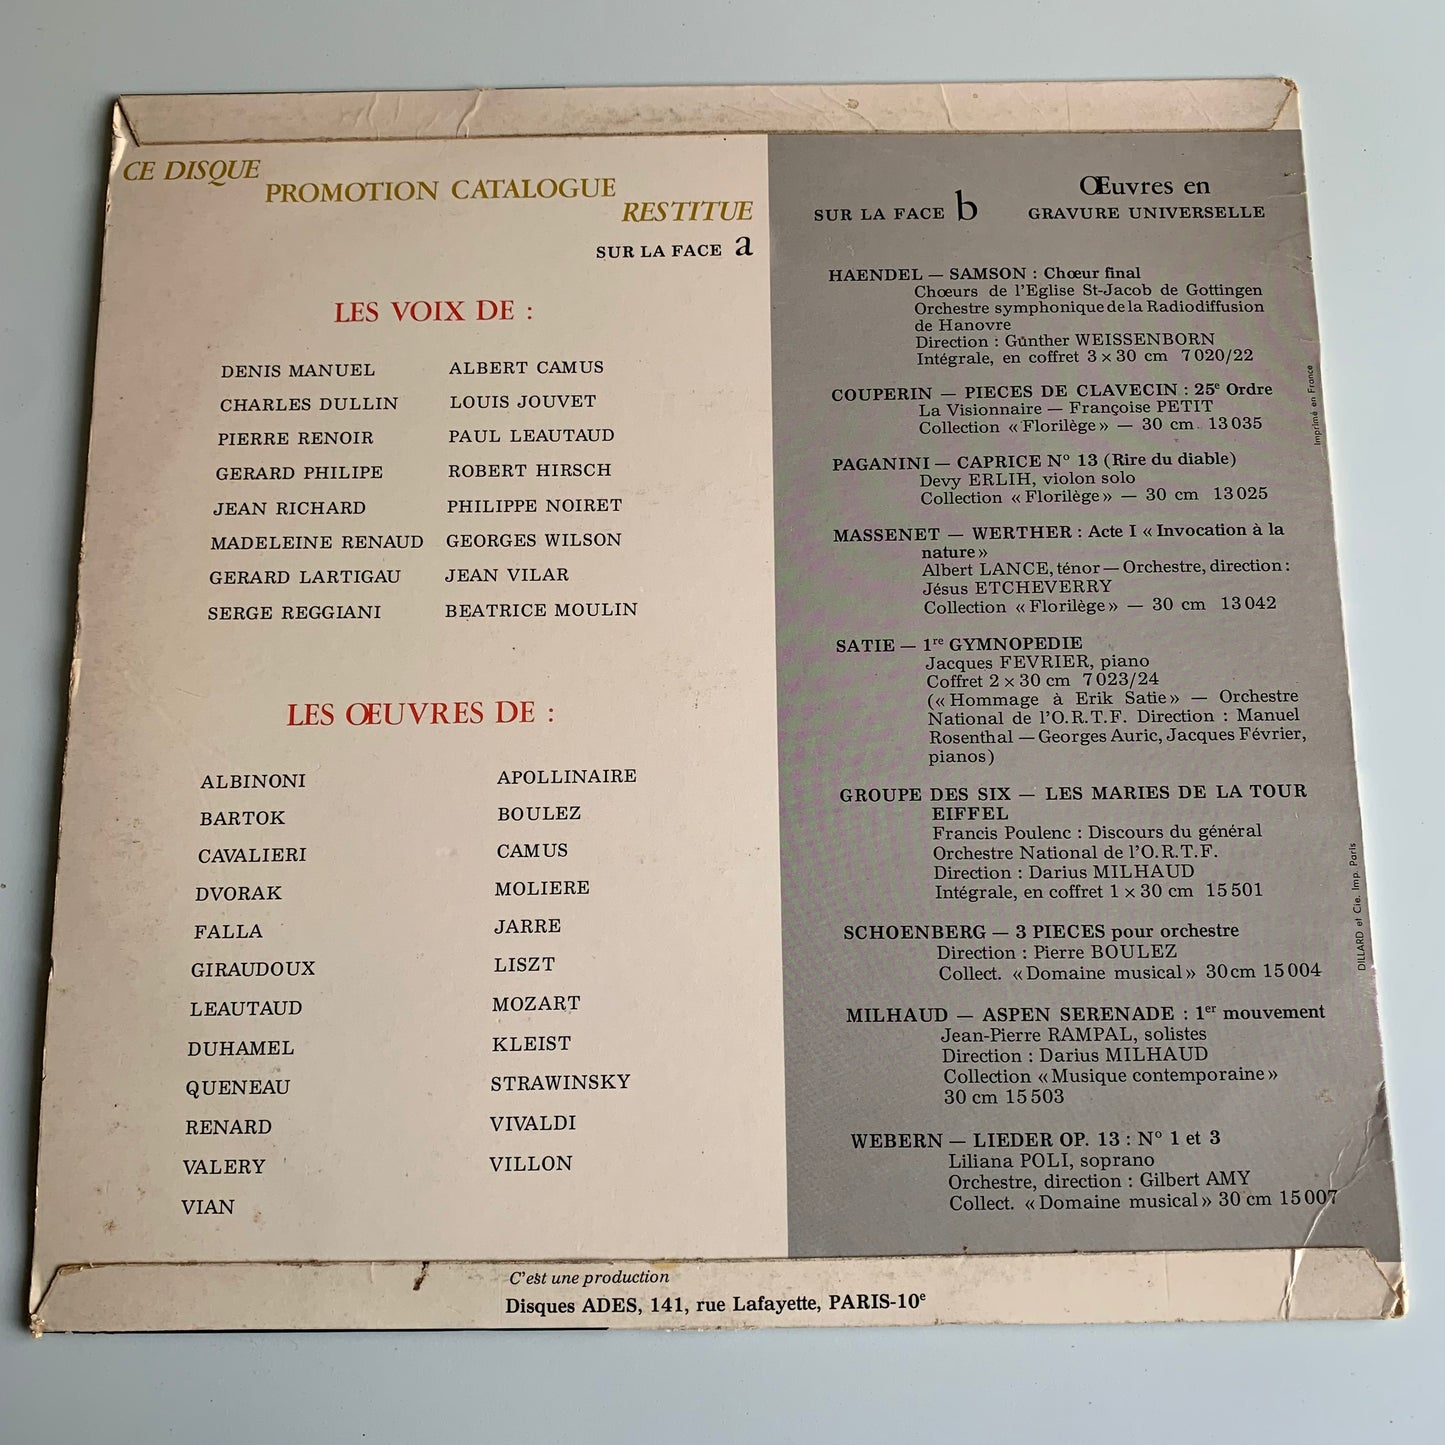 CE DISQUE
PROMOTION CATALOGUE
RESTITUE
SUR LA FACE a
LES VOIX DE :
DENIS MANUEL
CHARLES DULLIN
PIERRE RENOIR
GERARD PHILIPE
JEAN RICHARD
MADELEINE RENAUD
GERARD LARTIGAU
SERGE REGGIANI
ALBERT CAMUS
LOUIS JOUVET
PAUL LEAUTAUD
ROBERT HIRSCH
PHILIPPE NOIRET
GEORGES WILSON
JEAN VILAR
BEATRICE MOULIN
LES ŒUVRES DE :
ALBINONI
BARTOK
CAVALIERI
DVORAK
FALLA
GIRAUDOUX
LEAUTAUD
DUHAMEL
QUENEAU
RENARD
VALERY
VIAN
APOLLINAIRE
BOULEZ
CAMUS
MOLIERE
JARRE
LISZT
MOZART
KLEIST
STRAWINSKY
VIVALDI
VILLON
SUR LA FACE b
Œuvres en
GRAVURE UNIVERSELLE
HAENDEL — SAMSON : Chœur final
Chœurs de l'Eglise St-Jacob de Gottingen
Orchestre symphonique de la Radiodiffusion
de Hanovre
Direction : Günther WEISSENBORN
Intégrale, en coffret 3 × 30 cm 7 020/22
COUPERIN — PIECES DE CLAVECIN : 25e Ordre
La Visionnaire — Françoise PETIT
Collection « Florilège » — 30 cm 13 035
PAGANINI — CAPRICE N° 13 (Rire du diable)
Devy ERLIH, violon solo
Collection « Florilège » — 30 cm 13 025
MASSENET — WERTHER : Acte I « Invocation à la
nature »
Albert LANCE, ténor — Orchestre, direction :
Jésus ETCHEVERRY
Collection « Florilège » — 30 cm 13 042
SATIE — 1re GYMNOPEDIE
Jacques FEVRIER, piano
Coffret 2 × 30 cm 7 023/24
(« Hommage à Erik Satie » — Orchestre
National de l'O.R.T.F. Direction : Manuel
Rosenthal — Georges Auric, Jacques Février,
pianos)
GROUPE DES SIX — LES MARIES DE LA TOUR
EIFFEL
Francis Poulenc : Discours du général
Orchestre National de l'O.R.T.F.
Direction : Darius MILHAUD
Intégrale, en coffret 1 × 30 cm 15 501
SCHOENBERG — 3 PIECES pour orchestre
Direction : Pierre BOULEZ
Collect. « Domaine musical » 30 cm 15 004
MILHAUD — ASPEN SERENADE : 1er mouvement
Jean-Pierre RAMPAL, solistes
Direction : Darius MILHAUD
Collection « Musique contemporaine »
30 cm 15 503
WEBERN — LIEDER OP. 13 : N° 1 et 3
Liliana POLI, soprano
Orchestre, direction : Gilbert AMY
Collect. « Domaine musical » 30 cm 15 007
Imprimé en France
DILLARD et Cie. Imp. Paris
C'est une production
Disques ADES, 141, rue Lafayette, PARIS-10e